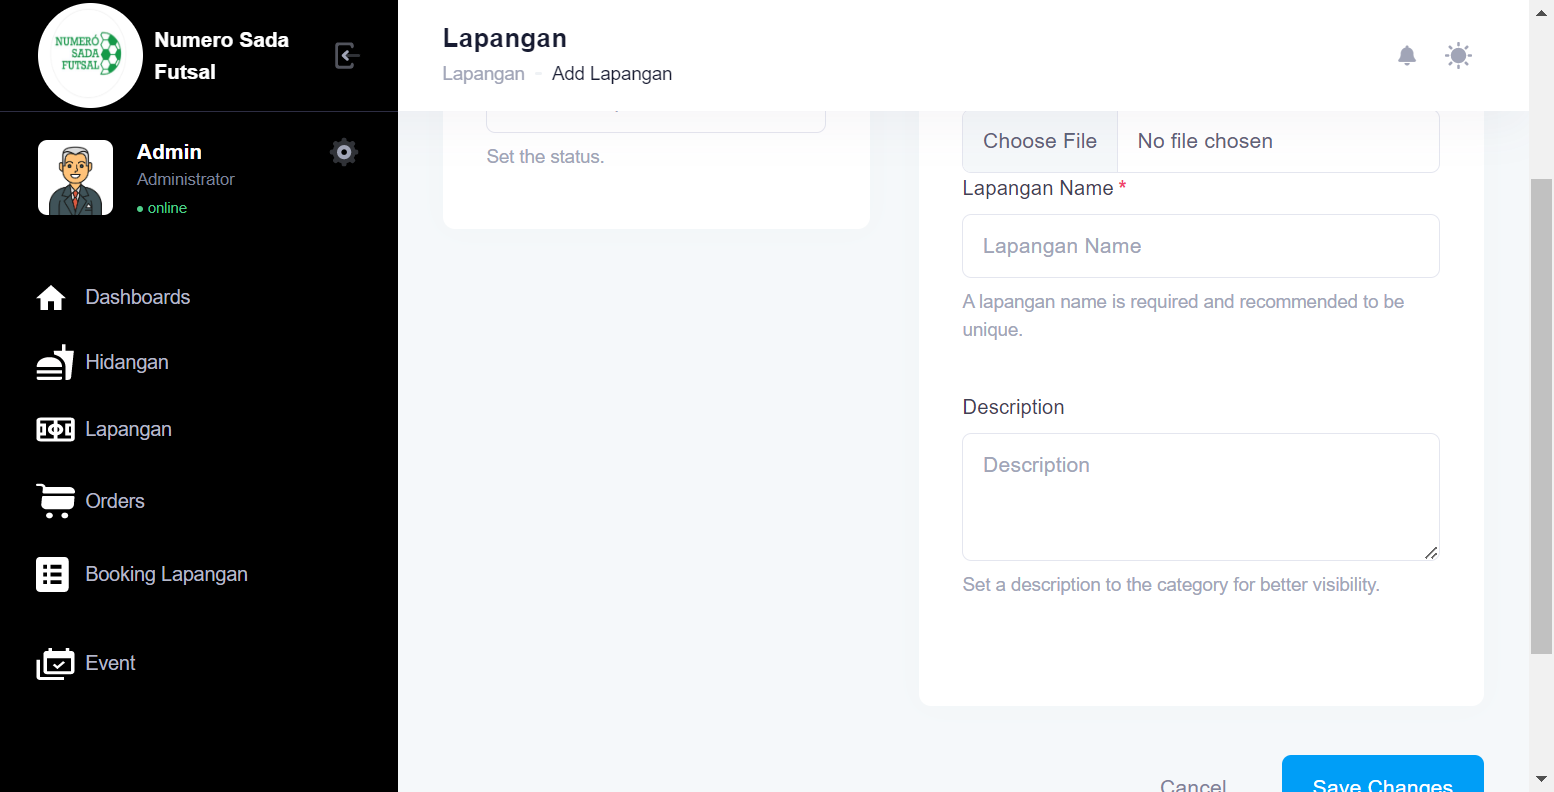 NUMERÓ
SADA
FUTSAL
Numero Sada
Futsal
Admin
Administrator
online
Dashboards
Hidangan
Lapangan
Orders
Booking Lapangan
Event
Lapangan
Lapangan - Add Lapangan
Set the status.
Choose File No file chosen
Lapangan Name *
Lapangan Name
A lapangan name is required and recommended to be
unique.
Description
Description
Set a description to the category for better visibility.
Cancel Save Changes